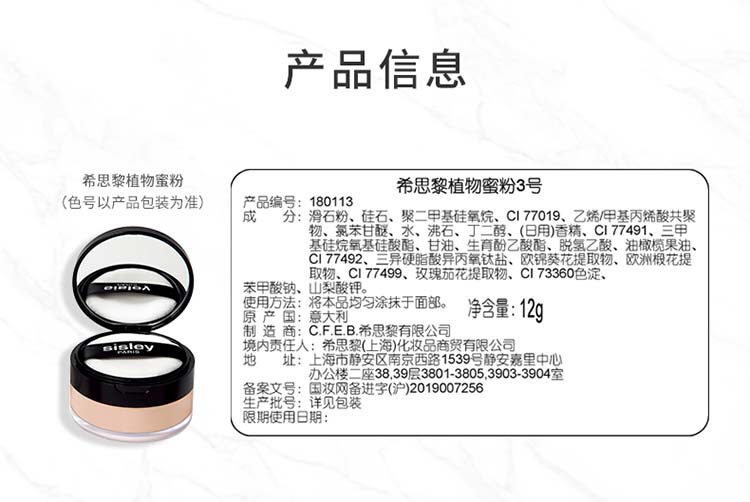 产品信息
希思黎植物蜜粉
(色号以产品包装为准)
sisley
sisley
PARIS
希思黎植物蜜粉3号
产品编号：180113
成　　分：滑石粉、硅石、聚二甲基硅氧烷、CI 77019、乙烯/甲基丙烯酸共聚
物、氯苯甘醚、水、沸石、丁二醇、(日用)香精、CI 77491、三甲
基硅烷氧基硅酸酯、甘油、生育酚乙酸酯、脱氢乙酸、油橄榄果油、
CI 77492、三异硬脂酸异丙氧钛盐、欧锦葵花提取物、欧洲椴花提
取物、CI 77499、玫瑰茄花提取物、CI 73360色淀、
苯甲酸钠、山梨酸钾。
使用方法：将本品均匀涂抹于面部。
净含量：12g
原 产 国：意大利
制 造 商：C.F.E.B.希思黎有限公司
境内责任人：希思黎(上海)化妆品商贸有限公司
地　　址：上海市静安区南京西路1539号静安嘉里中心
办公楼二座38,39层3801-3805,3903-3904室
备案文号：国妆网备进字(沪)2019007256
生产批号：详见包装
限期使用日期：